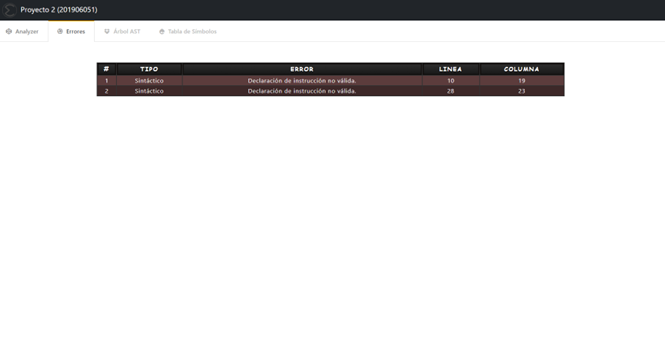 Proyecto 2 (201906051)
Analyzer Errores Árbol AST Tabla de Símbolos
# TIPO ERROR LINEA COLUMNA
1 Sintáctico Declaración de instrucción no válida. 10 19
2 Sintáctico Declaración de instrucción no válida. 28 23